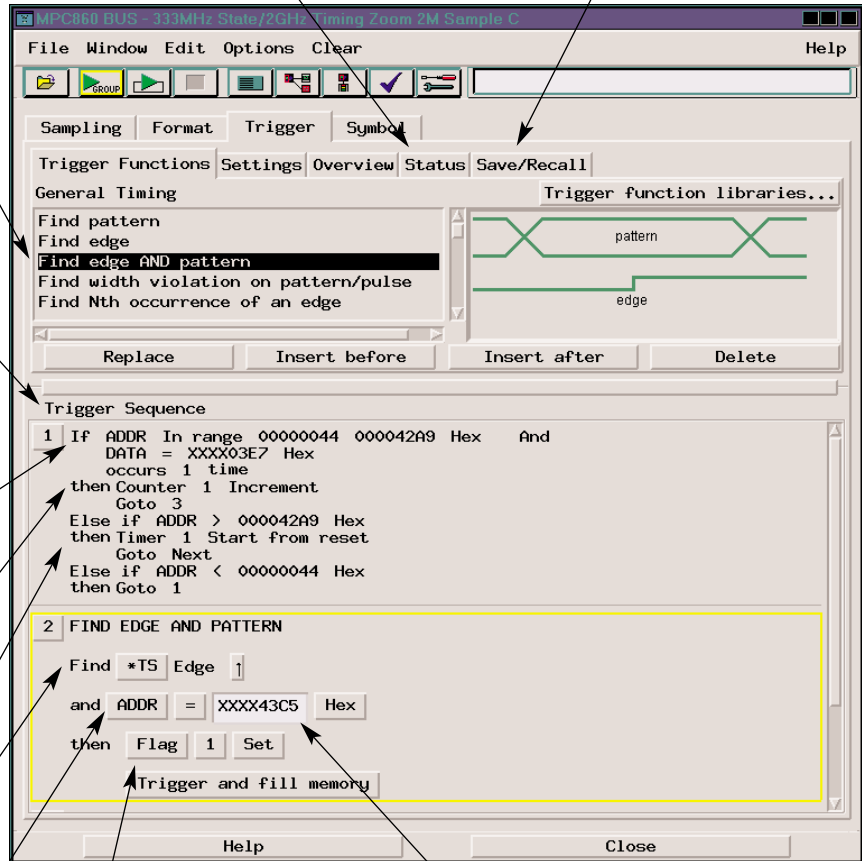 MPC860 BUS - 333MHz State/2GHz Timing Zoom 2M Sample C
File Window Edit Options Clear Help
GROUP
Sampling Format Trigger Symbol
Trigger Functions Settings Overview Status Save/Recall
General Timing Trigger function libraries...
Find pattern
Find edge
Find edge AND pattern
Find width violation on pattern/pulse
Find Nth occurrence of an edge
pattern
edge
Replace Insert before Insert after Delete
Trigger Sequence
1 If ADDR In range 00000044 000042A9 Hex And
DATA = XXXX03E7 Hex
occurs 1 time
then Counter 1 Increment
Goto 3
Else if ADDR > 000042A9 Hex
then Timer 1 Start from reset
Goto Next
Else if ADDR < 00000044 Hex
then Goto 1
2 FIND EDGE AND PATTERN
Find *TS Edge ↑
and ADDR = XXXX43C5 Hex
then Flag 1 Set
Trigger and fill memory
Help Close